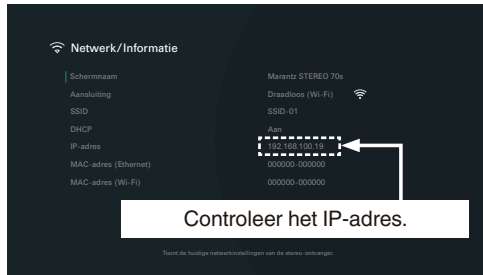 Netwerk/Informatie
Schermnaam Marantz STEREO 70s
Aansluiting Draadloos (Wi-Fi)
SSID SSID-01
DHCP Aan
IP-adres 192.168.100.19
MAC-adres (Ethernet) 000000-000000
MAC-adres (Wi-Fi) 000000-000000
Controleer het IP-adres.
Toont de huidige netwerkinstellingen van de stereo-ontvanger.